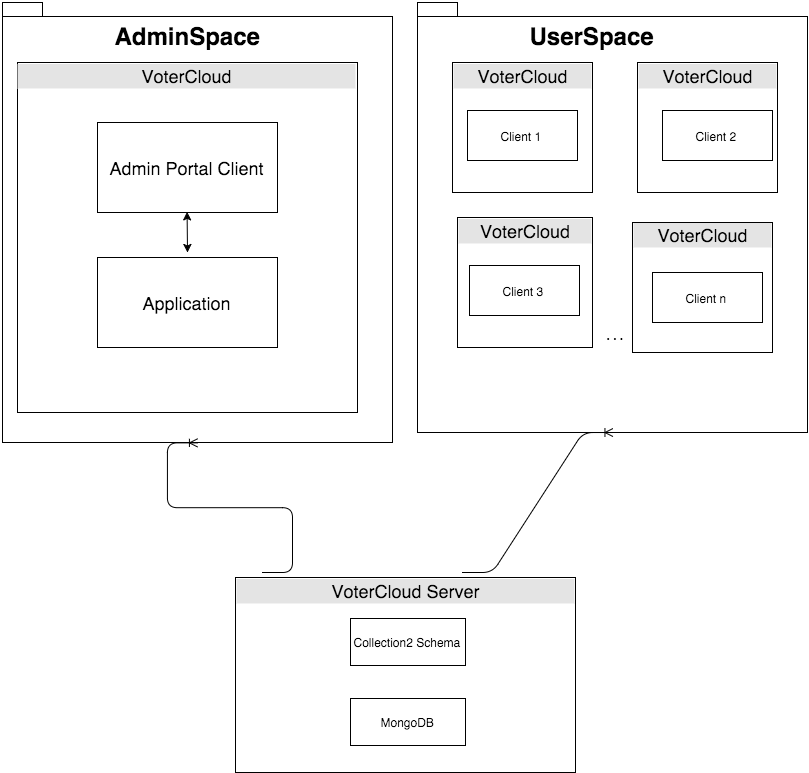 AdminSpace
VoterCloud
Admin Portal Client
Application
UserSpace
VoterCloud
Client 1
VoterCloud
Client 2
VoterCloud
Client 3
...
VoterCloud
Client n
VoterCloud Server
Collection2 Schema
MongoDB